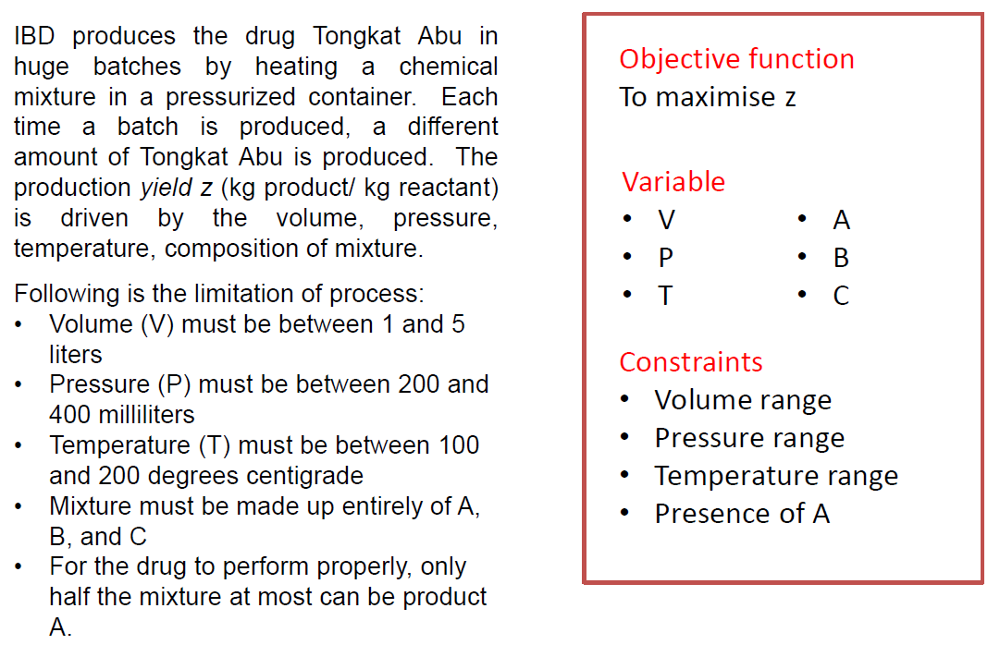 IBD produces the drug Tongkat Abu in
huge batches by heating a chemical
mixture in a pressurized container. Each
time a batch is produced, a different
amount of Tongkat Abu is produced. The
production yield z (kg product/ kg reactant)
is driven by the volume, pressure,
temperature, composition of mixture.
Following is the limitation of process:
• Volume (V) must be between 1 and 5
liters
• Pressure (P) must be between 200 and
400 milliliters
• Temperature (T) must be between 100
and 200 degrees centigrade
• Mixture must be made up entirely of A,
B, and C
• For the drug to perform properly, only
half the mixture at most can be product
A.
Objective function
To maximise z
Variable
• V
• P
• T
• A
• B
• C
Constraints
• Volume range
• Pressure range
• Temperature range
• Presence of A